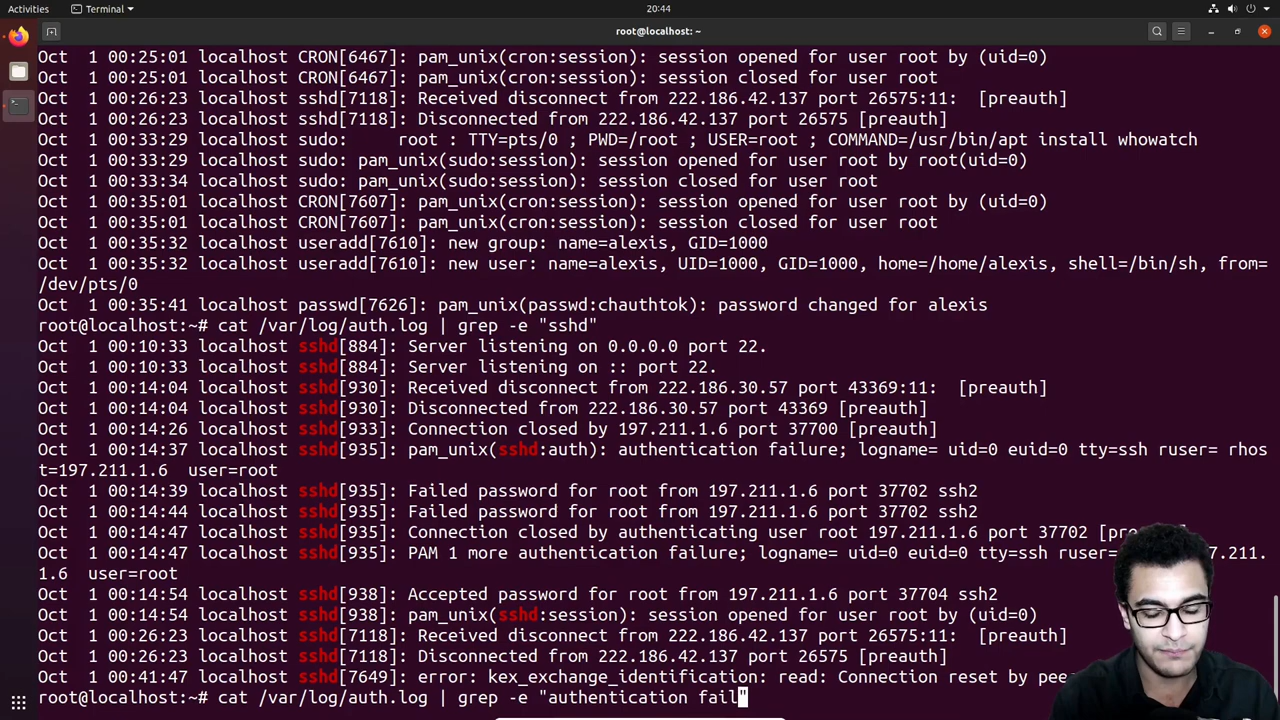 Activities Terminal 20:44
root@localhost: ~
Oct  1 00:25:01 localhost CRON[6467]: pam_unix(cron:session): session opened for user root by (uid=0)
Oct  1 00:25:01 localhost CRON[6467]: pam_unix(cron:session): session closed for user root
Oct  1 00:26:23 localhost sshd[7118]: Received disconnect from 222.186.42.137 port 26575:11:  [preauth]
Oct  1 00:26:23 localhost sshd[7118]: Disconnected from 222.186.42.137 port 26575 [preauth]
Oct  1 00:33:29 localhost sudo:     root : TTY=pts/0 ; PWD=/root ; USER=root ; COMMAND=/usr/bin/apt install whowatch
Oct  1 00:33:29 localhost sudo: pam_unix(sudo:session): session opened for user root by root(uid=0)
Oct  1 00:33:34 localhost sudo: pam_unix(sudo:session): session closed for user root
Oct  1 00:35:01 localhost CRON[7607]: pam_unix(cron:session): session opened for user root by (uid=0)
Oct  1 00:35:01 localhost CRON[7607]: pam_unix(cron:session): session closed for user root
Oct  1 00:35:32 localhost useradd[7610]: new group: name=alexis, GID=1000
Oct  1 00:35:32 localhost useradd[7610]: new user: name=alexis, UID=1000, GID=1000, home=/home/alexis, shell=/bin/sh, from=
/dev/pts/0
Oct  1 00:35:41 localhost passwd[7626]: pam_unix(passwd:chauthtok): password changed for alexis
root@localhost:~# cat /var/log/auth.log | grep -e "sshd"
Oct  1 00:10:33 localhost sshd[884]: Server listening on 0.0.0.0 port 22.
Oct  1 00:10:33 localhost sshd[884]: Server listening on :: port 22.
Oct  1 00:14:04 localhost sshd[930]: Received disconnect from 222.186.30.57 port 43369:11:  [preauth]
Oct  1 00:14:04 localhost sshd[930]: Disconnected from 222.186.30.57 port 43369 [preauth]
Oct  1 00:14:26 localhost sshd[933]: Connection closed by 197.211.1.6 port 37700 [preauth]
Oct  1 00:14:37 localhost sshd[935]: pam_unix(sshd:auth): authentication failure; logname= uid=0 euid=0 tty=ssh ruser= rhos
t=197.211.1.6  user=root
Oct  1 00:14:39 localhost sshd[935]: Failed password for root from 197.211.1.6 port 37702 ssh2
Oct  1 00:14:44 localhost sshd[935]: Failed password for root from 197.211.1.6 port 37702 ssh2
Oct  1 00:14:47 localhost sshd[935]: Connection closed by authenticating user root 197.211.1.6 port 37702
Oct  1 00:14:47 localhost sshd[935]: PAM 1 more authentication failure; logname= uid=0 euid=0 tty=ssh
1.6  user=root
Oct  1 00:14:54 localhost sshd[938]: Accepted password for root from 197.211.1.6 port 37704 ssh2
Oct  1 00:14:54 localhost sshd[938]: pam_unix(sshd:session): session opened for user root by (uid=0)
Oct  1 00:26:23 localhost sshd[7118]: Received disconnect from 222.186.42.137 port 26575:11:  [preauth]
Oct  1 00:26:23 localhost sshd[7118]: Disconnected from 222.186.42.137 port 26575 [preauth]
Oct  1 00:41:47 localhost sshd[7649]: error: kex_exchange_identification: read: Connection reset by
root@localhost:~# cat /var/log/auth.log | grep -e "authentication fail"